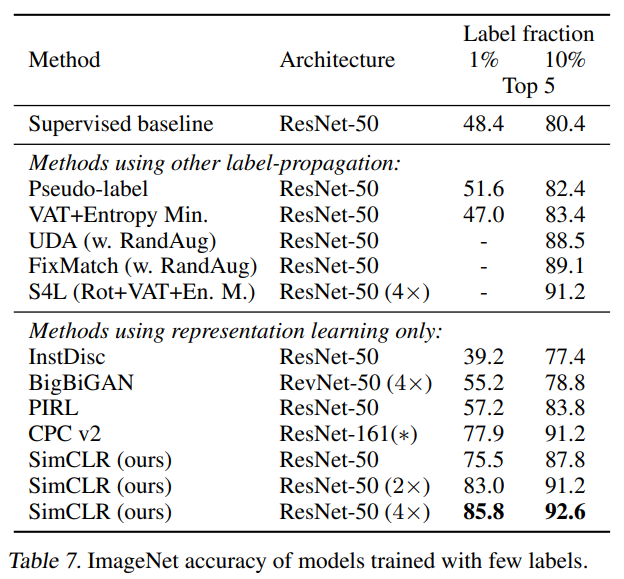 Label fraction
Method Architecture 1% 10%
Top 5
Supervised baseline ResNet-50 48.4 80.4
Methods using other label-propagation:
Pseudo-label ResNet-50 51.6 82.4
VAT+Entropy Min. ResNet-50 47.0 83.4
UDA (w. RandAug) ResNet-50 - 88.5
FixMatch (w. RandAug) ResNet-50 - 89.1
S4L (Rot+VAT+En. M.) ResNet-50 (4×) - 91.2
Methods using representation learning only:
InstDisc ResNet-50 39.2 77.4
BigBiGAN RevNet-50 (4×) 55.2 78.8
PIRL ResNet-50 57.2 83.8
CPC v2 ResNet-161(∗) 77.9 91.2
SimCLR (ours) ResNet-50 75.5 87.8
SimCLR (ours) ResNet-50 (2×) 83.0 91.2
SimCLR (ours) ResNet-50 (4×) 85.8 92.6
Table 7. ImageNet accuracy of models trained with few labels.